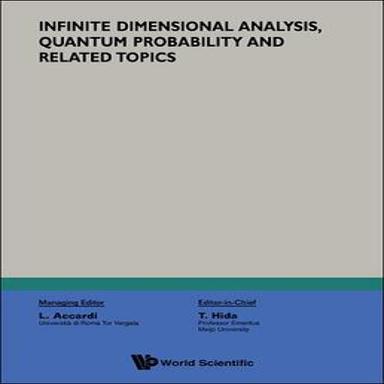 INFINITE DIMENSIONAL ANALYSIS,
QUANTUM PROBABILITY AND
RELATED TOPICS
Managing Editor
L. Accardi
Università di Roma Tor Vergata
Editor-in-Chief
T. Hida
Professor Emeritus
Meijo University
World Scientific